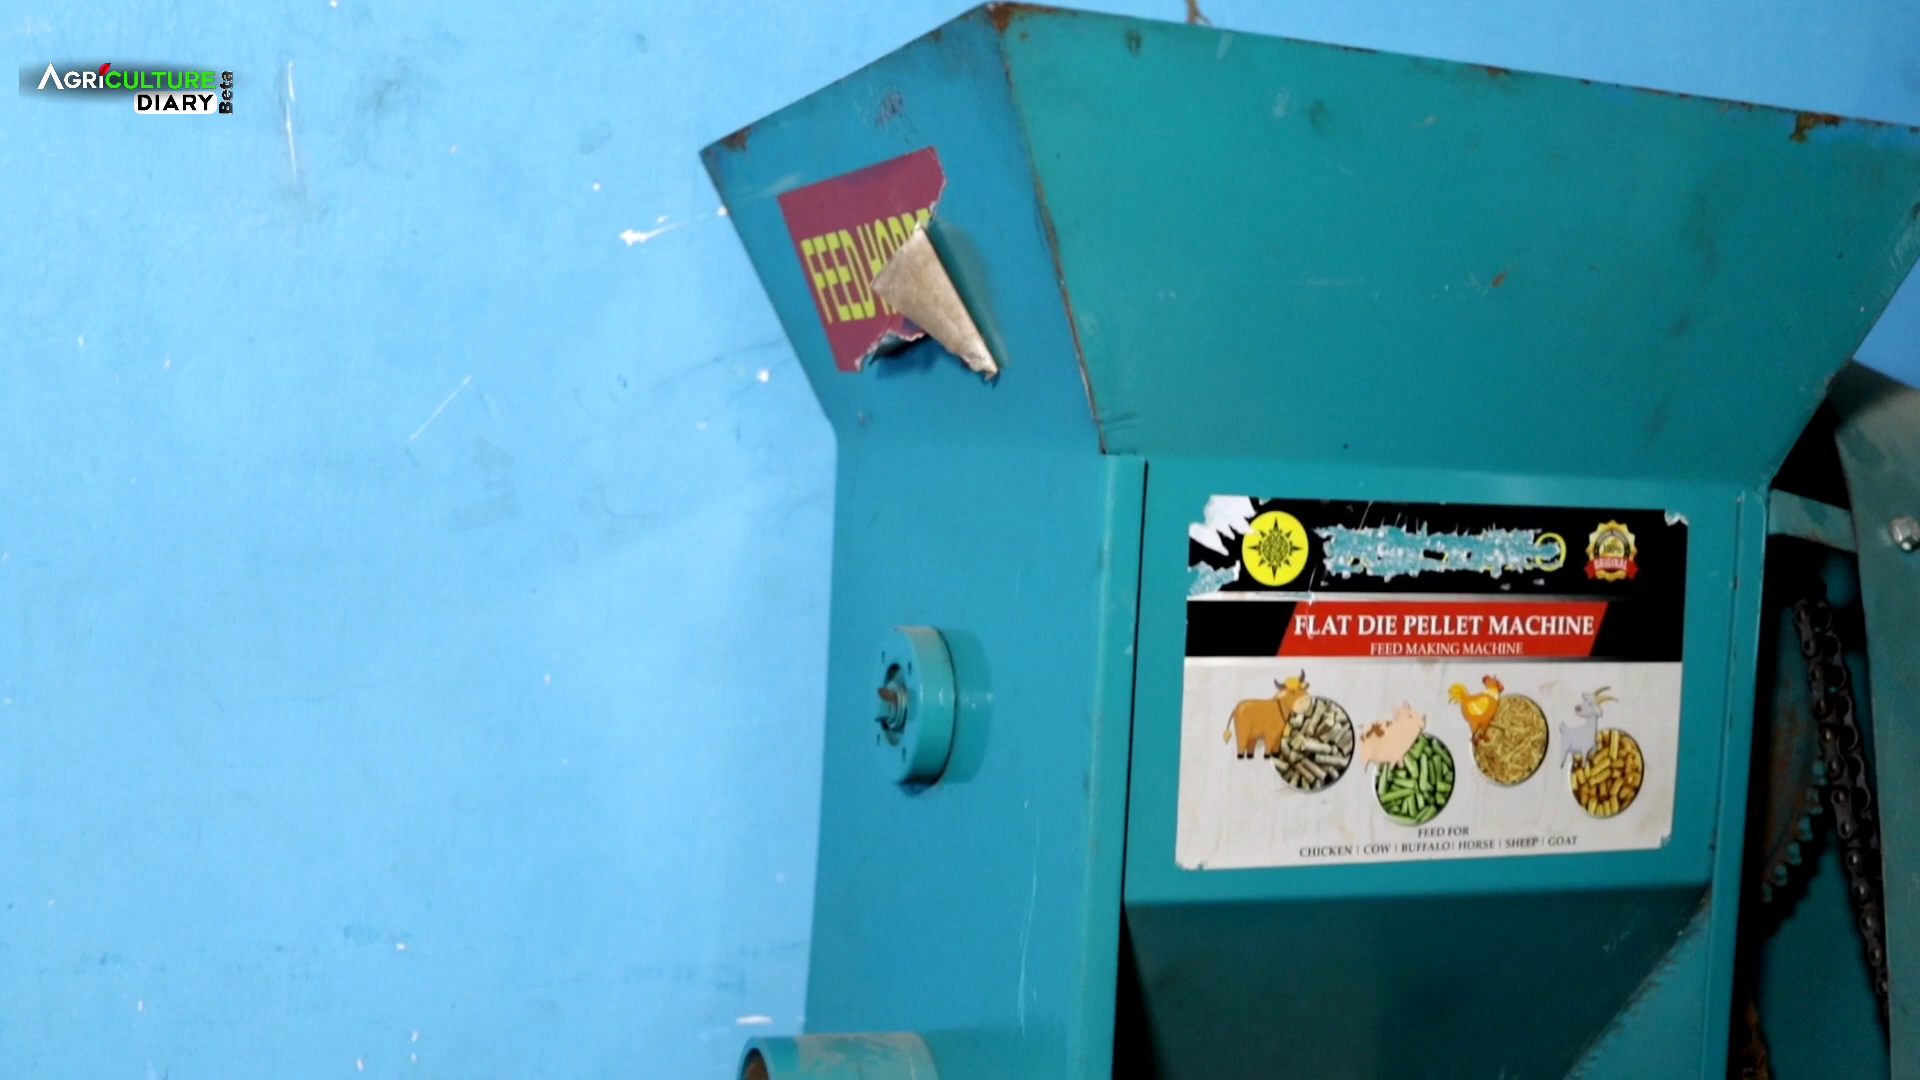 AGRICULTURE
DIARY Beta
FEED
100%
ORIGINAL
FLAT DIE PELLET MACHINE
FEED MAKING MACHINE
FEED FOR
CHICKEN | COW | BUFFALO | HORSE | SHEEP | GOAT